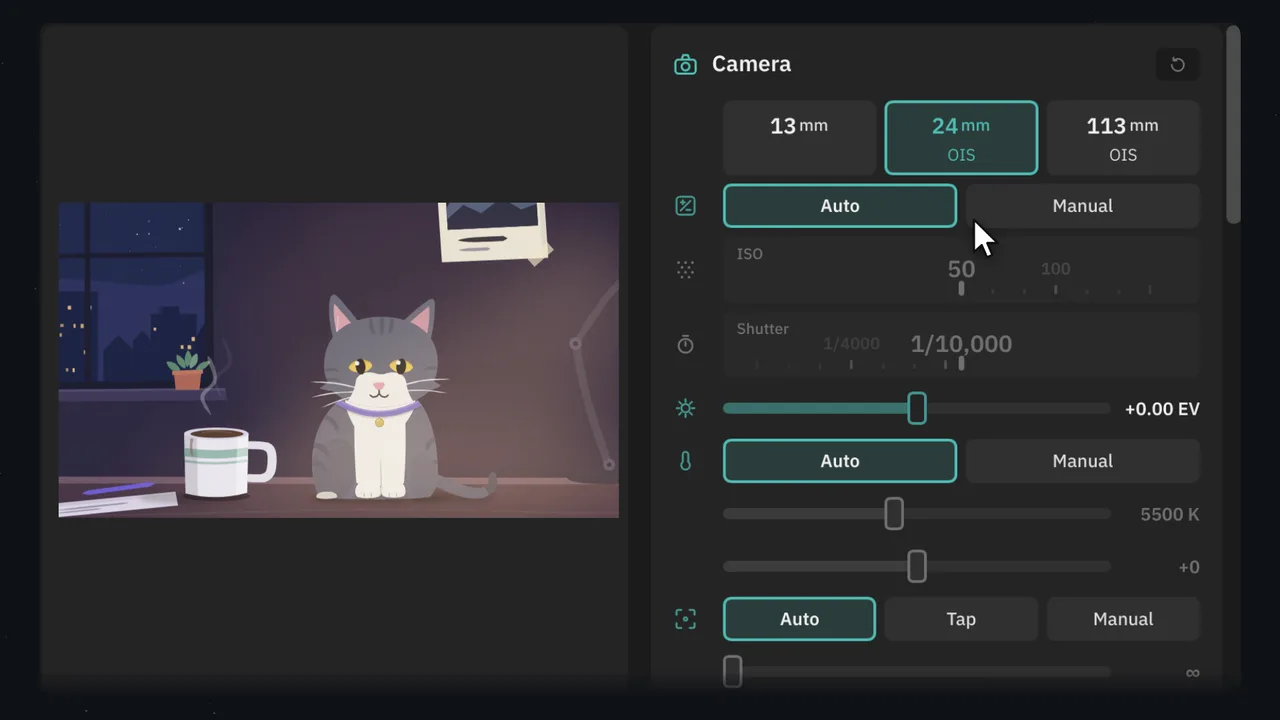 Camera
13 mm
24 mm
OIS
113 mm
OIS
Auto
Manual
ISO
50
100
Shutter
1/4000
1/10,000
+0.00 EV
Auto
Manual
5500 K
+0
Auto
Tap
Manual
∞